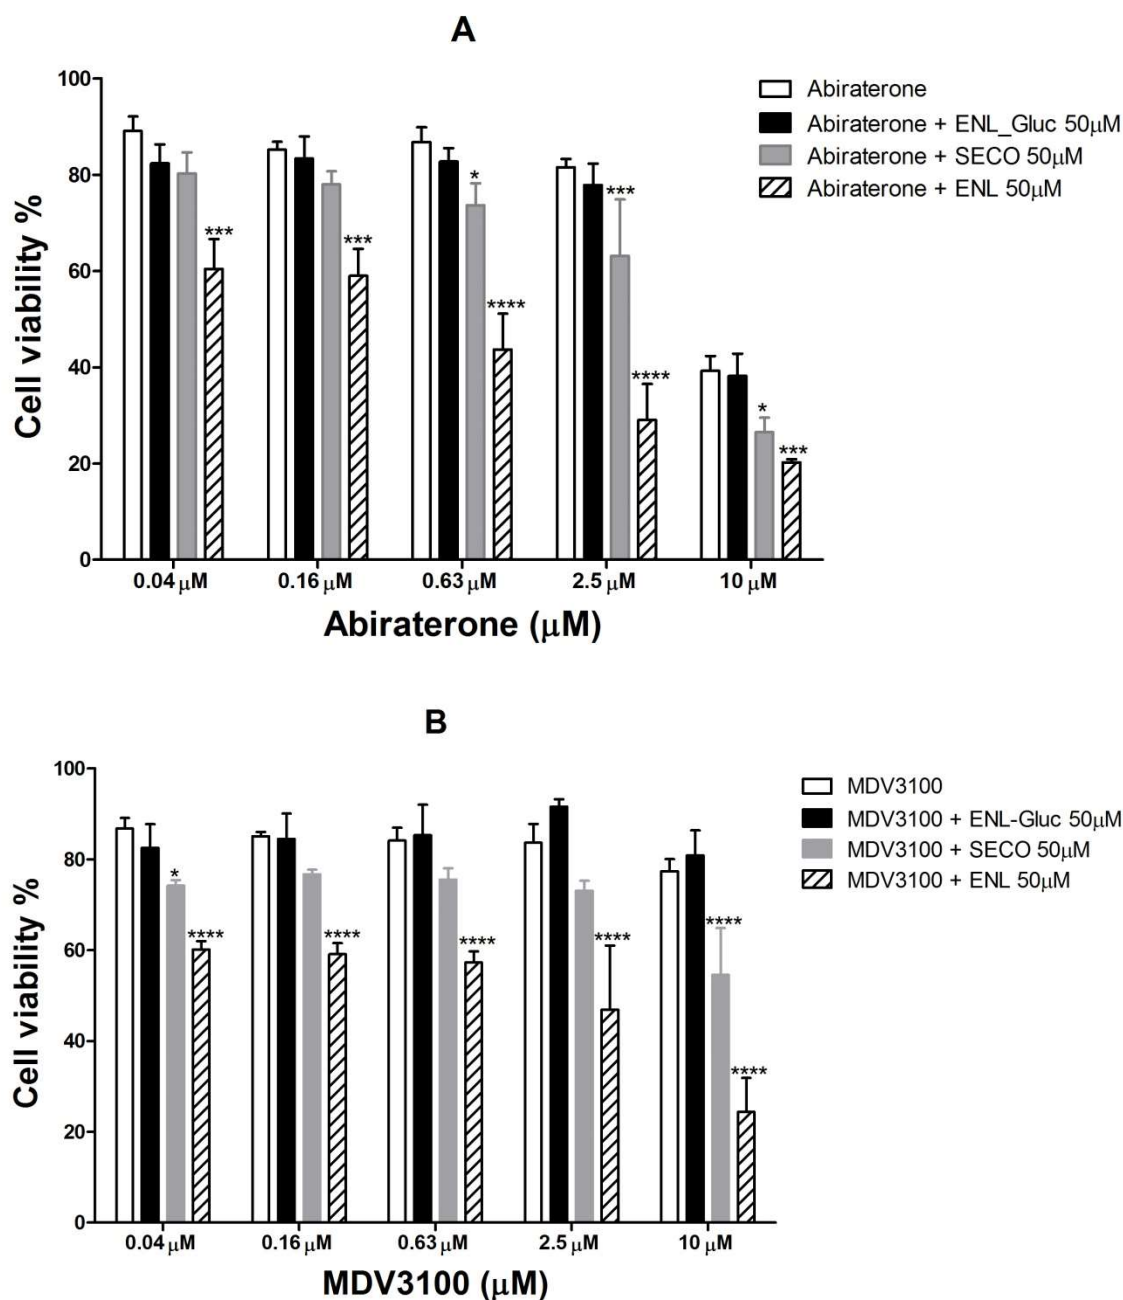 A
Cell viability %
100
80
60
40
20
0
***
***
*
****
***
****
*
***
0.04 μM 0.16 μM 0.63 μM 2.5 μM 10 μM
Abiraterone (μM)
Abiraterone
Abiraterone + ENL_Gluc 50μM
Abiraterone + SECO 50μM
Abiraterone + ENL 50μM
B
Cell viability %
100
80
60
40
20
0
*
****
****
****
****
****
****
0.04 μM 0.16 μM 0.63 μM 2.5 μM 10 μM
MDV3100 (μM)
MDV3100
MDV3100 + ENL-Gluc 50μM
MDV3100 + SECO 50μM
MDV3100 + ENL 50μM